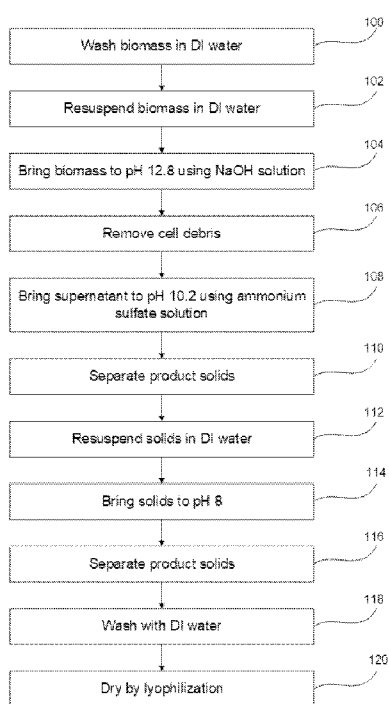 100
Wash biomass in DI water
102
Resuspend biomass in DI water
104
Bring biomass to pH 12.8 using NaOH solution
106
Remove cell debris
108
Bring supernatant to pH 10.2 using ammonium
sulfate solution
110
Separate product solids
112
Resuspend solids in DI water
114
Bring solids to pH 8
116
Separate product solids
118
Wash with DI water
120
Dry by lyophilization